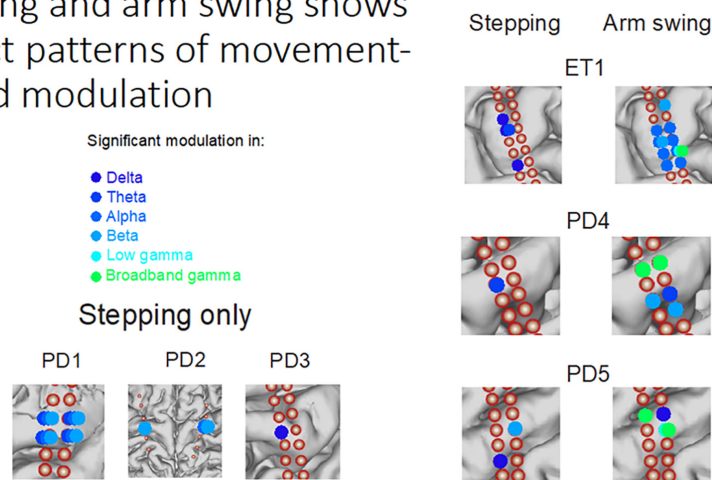 ng and arm swing shows
t patterns of movement-
d modulation
Significant modulation in:
Delta
Theta
Alpha
Beta
Low gamma
Broadband gamma
Stepping only
PD1 PD2 PD3
Stepping Arm swing
ET1
PD4
PD5